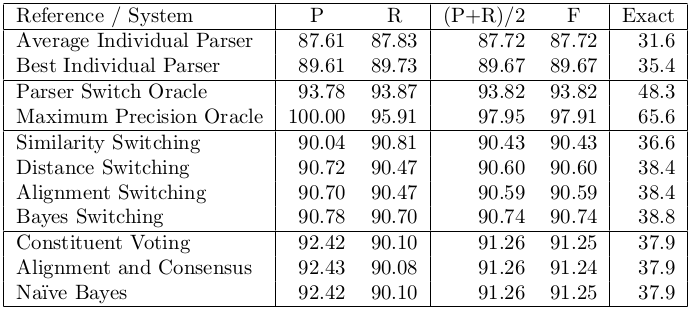 Reference / System P R (P+R)/2 F Exact
Average Individual Parser 87.61 87.83 87.72 87.72 31.6
Best Individual Parser 89.61 89.73 89.67 89.67 35.4
Parser Switch Oracle 93.78 93.87 93.82 93.82 48.3
Maximum Precision Oracle 100.00 95.91 97.95 97.91 65.6
Similarity Switching 90.04 90.81 90.43 90.43 36.6
Distance Switching 90.72 90.47 90.60 90.60 38.4
Alignment Switching 90.70 90.47 90.59 90.59 38.4
Bayes Switching 90.78 90.70 90.74 90.74 38.8
Constituent Voting 92.42 90.10 91.26 91.25 37.9
Alignment and Consensus 92.43 90.08 91.26 91.24 37.9
Naïve Bayes 92.42 90.10 91.26 91.25 37.9